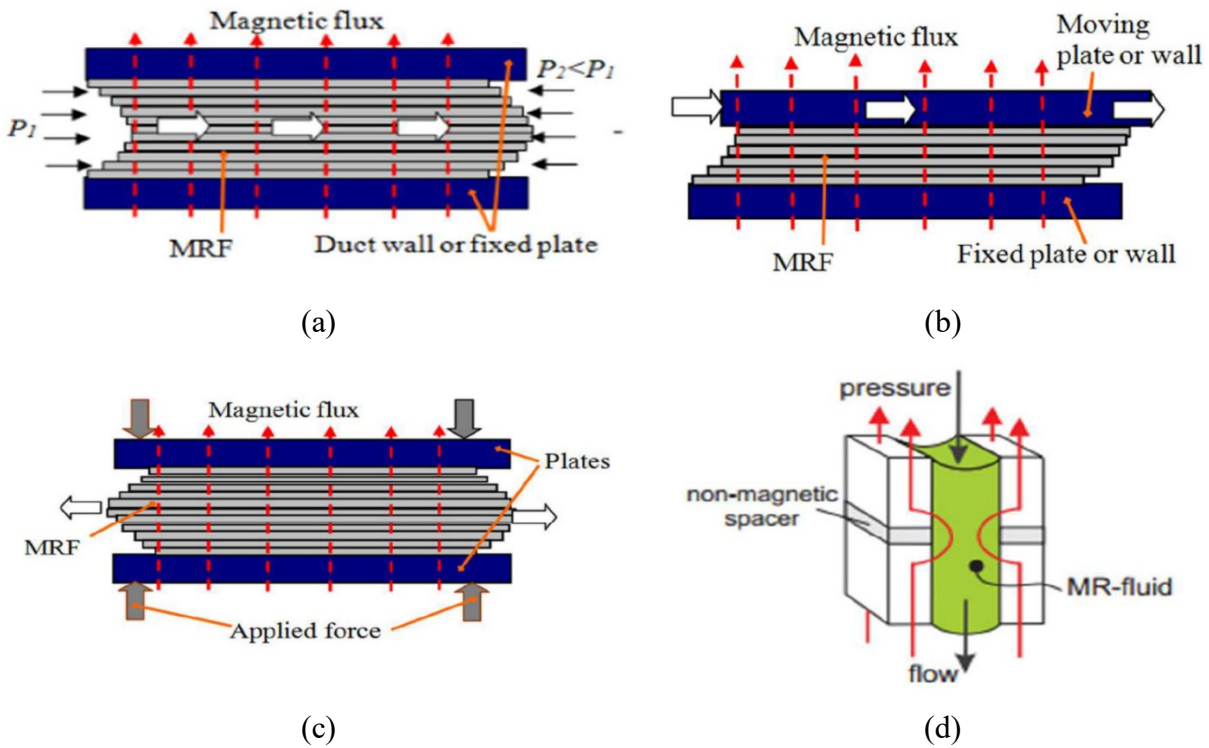 Magnetic flux
P₂<P₁
P₁
-
MRF
Duct wall or fixed plate
(a)
Magnetic flux
Moving
plate or wall
MRF
Fixed plate or wall
(b)
Magnetic flux
Plates
MRF
Applied force
(c)
pressure
non-magnetic
spacer
MR-fluid
flow
(d)